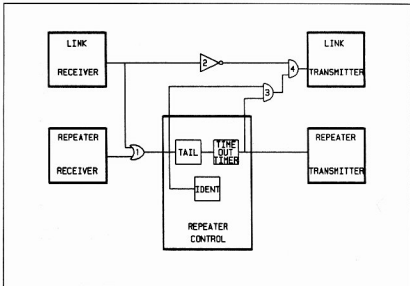 LINK
RECEIVER
2
4
LINK
TRANSMITTER
3
REPEATER
RECEIVER
1
TAIL
TIME
OUT
TIMER
IDENT
REPEATER
CONTROL
REPEATER
TRANSMITTER